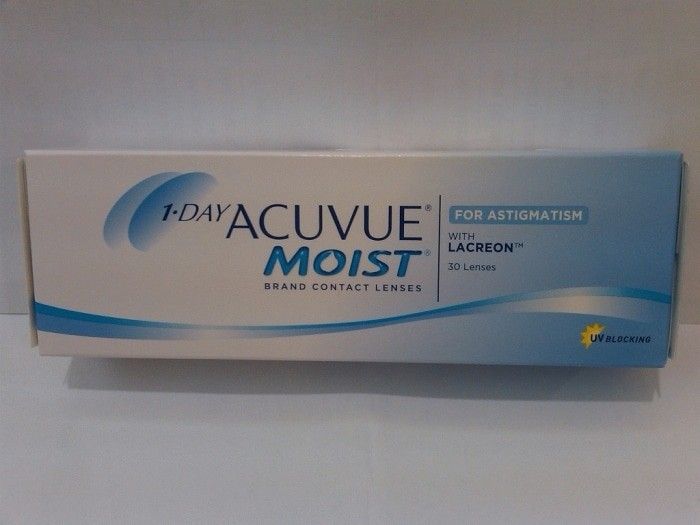 1·DAY ACUVUE®
MOIST®
BRAND CONTACT LENSES
FOR ASTIGMATISM
WITH
LACREON™
30 Lenses
UV BLOCKING